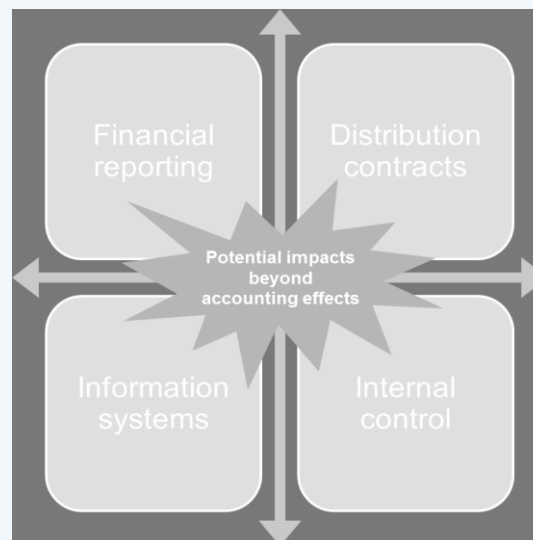 Financial
reporting
Distribution
contracts
Potential impacts
beyond
accounting effects
Information
systems
Internal
control